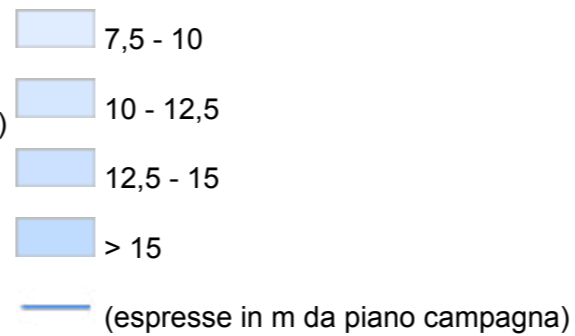 7,5 - 10
10 - 12,5
)
12,5 - 15
> 15
(espresse in m da piano campagna)